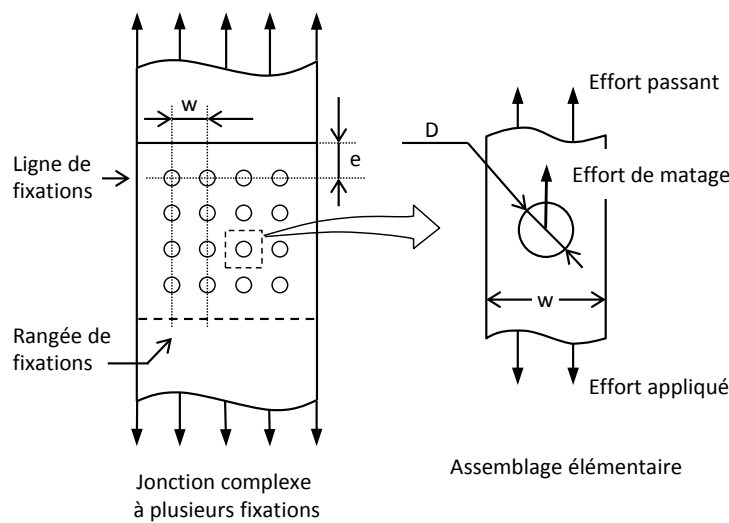 w
e
Ligne de
fixations
Rangée de
fixations
Jonction complexe
à plusieurs fixations
Effort passant
D
Effort de matage
w
Effort appliqué
Assemblage élémentaire